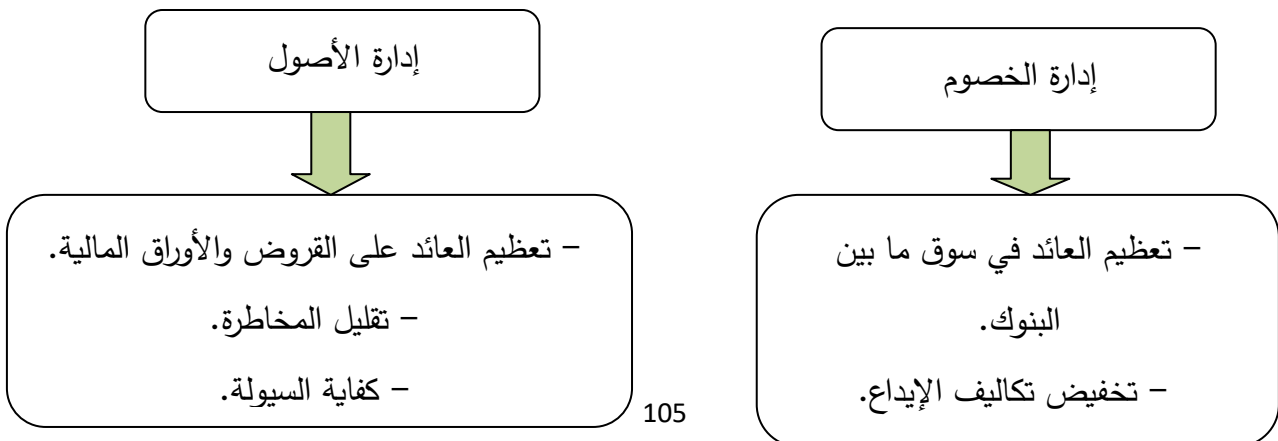 إدارة الخصوم
إدارة الأصول
– تعظيم العائد في سوق ما بين
البنوك.
– تخفيض تكاليف الإيداع.
– تعظيم العائد على القروض والأوراق المالية.
– تقليل المخاطرة.
– كفاية السيولة.
105